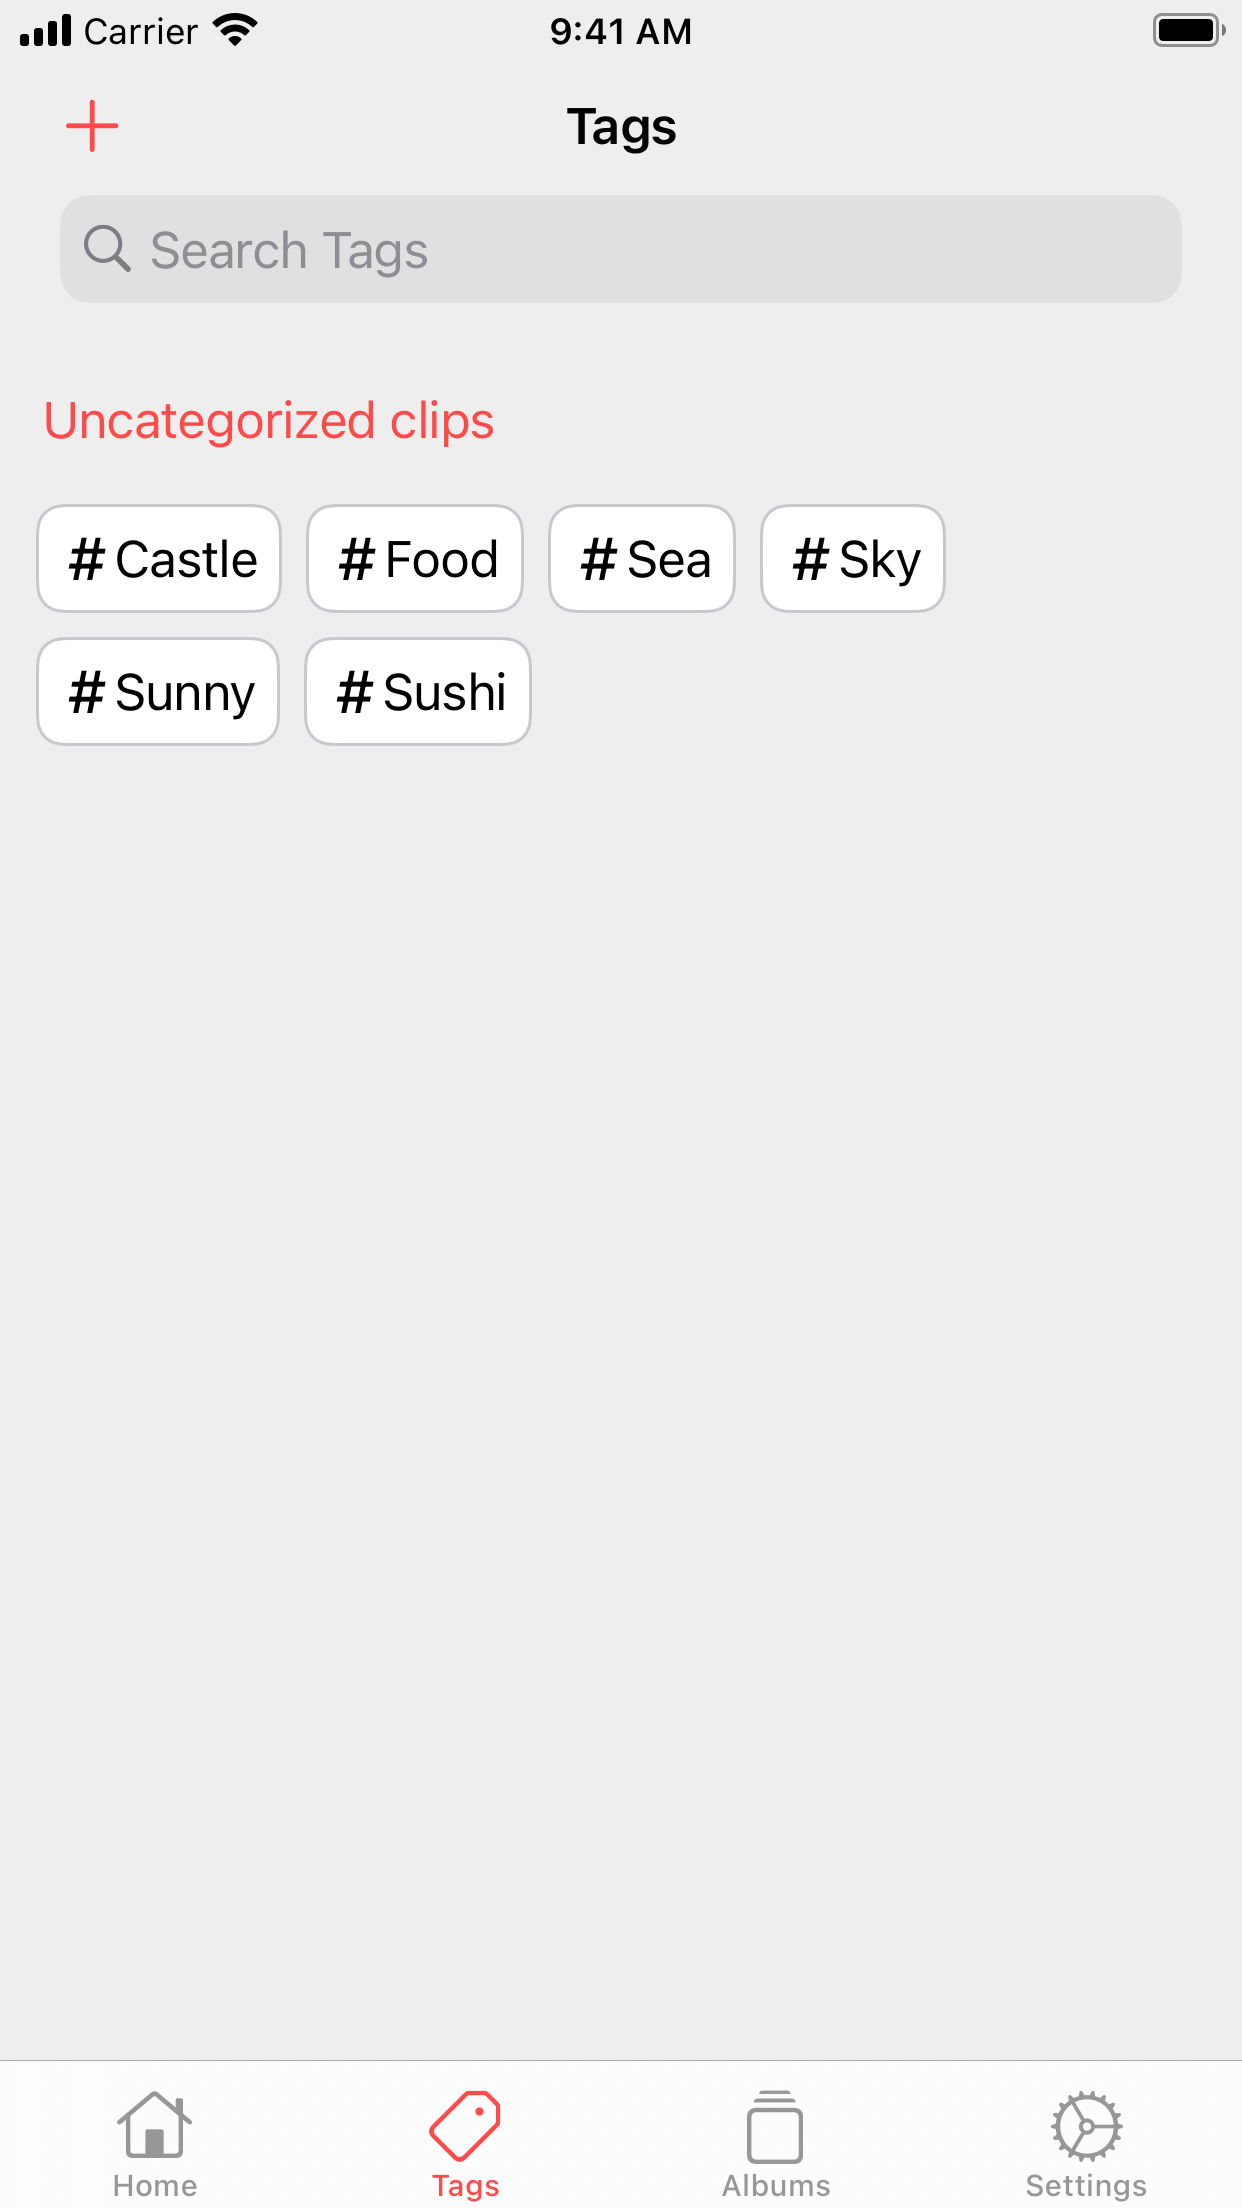 Carrier 9:41 AM
Tags
Search Tags
Uncategorized clips
# Castle # Food # Sea # Sky
# Sunny # Sushi
Home Tags Albums Settings